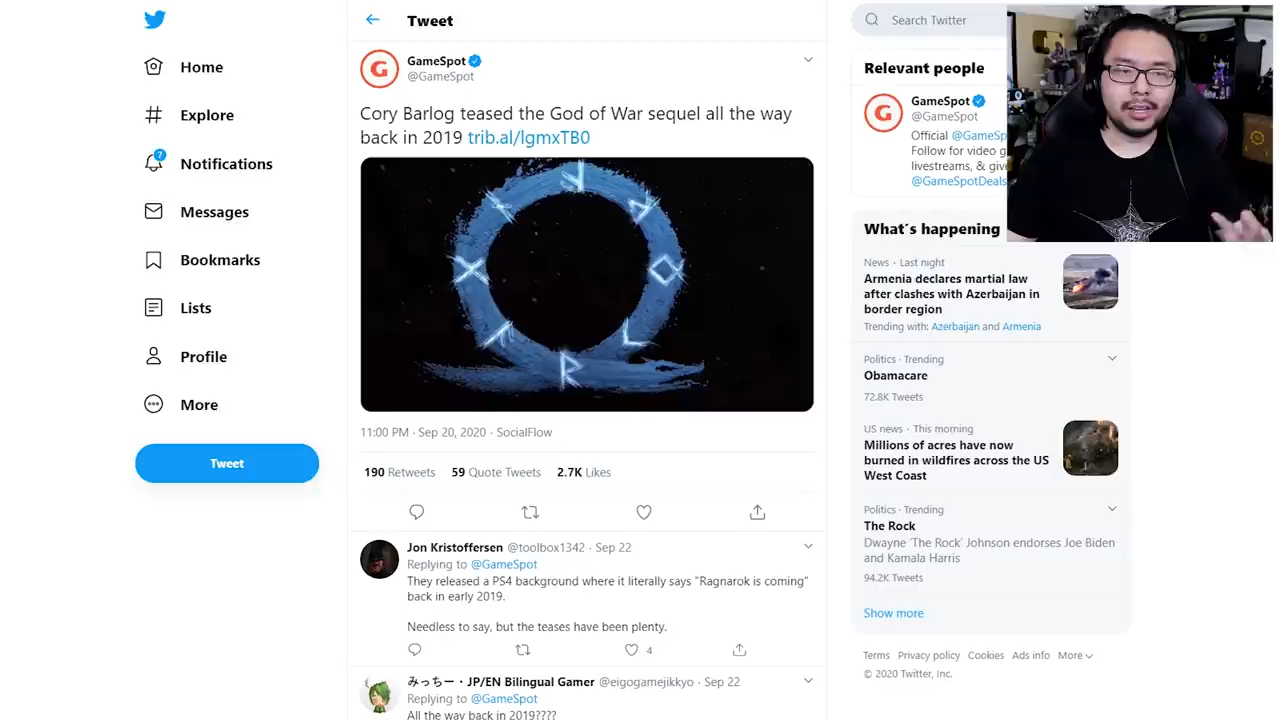 Home
Explore
7
Notifications
Messages
Bookmarks
Lists
Profile
More
Tweet
Tweet
GameSpot
@GameSpot
Cory Barlog teased the God of War sequel all the way
back in 2019 trib.al/lgmxTB0
11:00 PM · Sep 20, 2020 · SocialFlow
190 Retweets 59 Quote Tweets 2.7K Likes
Jon Kristoffersen @toolbox1342 · Sep 22
Replying to @GameSpot
They released a PS4 background where it literally says "Ragnarok is coming"
back in early 2019.
Needless to say, but the teases have been plenty.
4
みっちー・JP/EN Bilingual Gamer @eigogamejikkyo · Sep 22
Replying to @GameSpot
All the way back in 2019????
Search Twitter
Relevant people
GameSpot
@GameSpot
Official @GameSp
Follow for video g
livestreams, & give
@GameSpotDeals
What's happening
News · Last night
Armenia declares martial law
after clashes with Azerbaijan in
border region
Trending with: Azerbaijan and Armenia
Politics · Trending
Obamacare
72.8K Tweets
US news · This morning
Millions of acres have now
burned in wildfires across the US
West Coast
Politics · Trending
The Rock
Dwayne 'The Rock' Johnson endorses Joe Biden
and Kamala Harris
94.2K Tweets
Show more
Terms Privacy policy Cookies Ads info More
© 2020 Twitter, Inc.